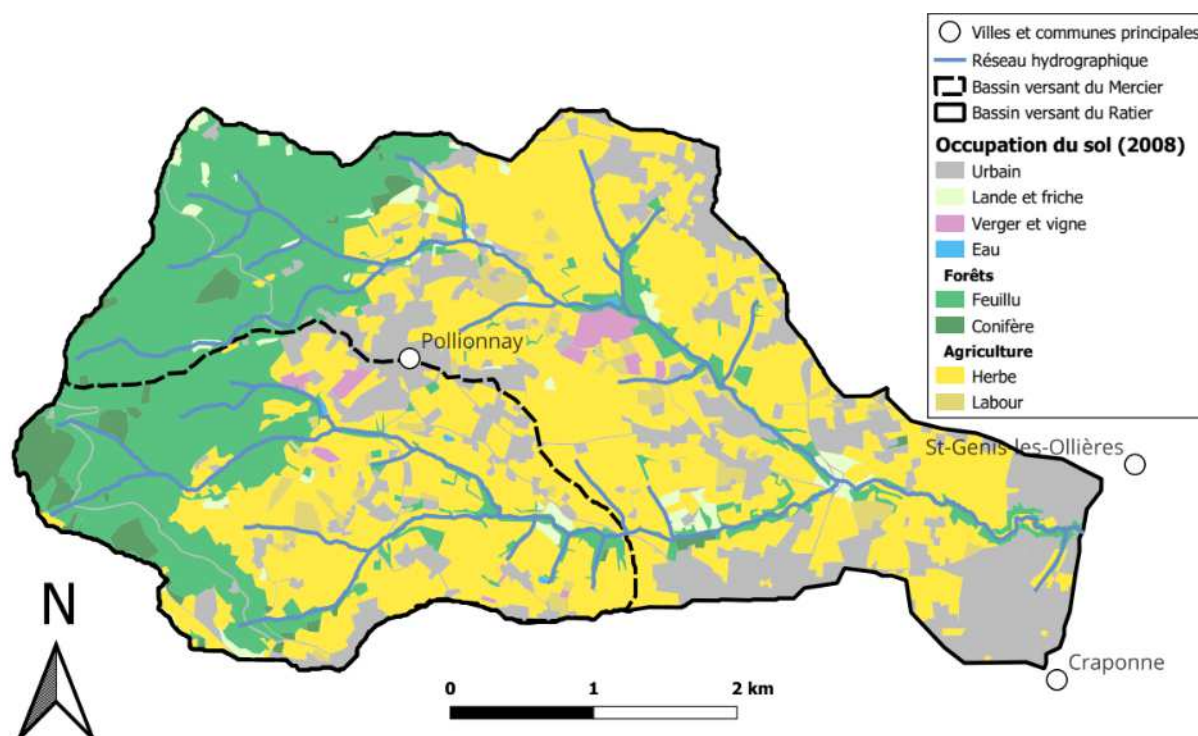 Villes et communes principales
Réseau hydrographique
Bassin versant du Mercier
Bassin versant du Ratier
Occupation du sol (2008)
Urbain
Lande et friche
Verger et vigne
Eau
Forêts
Feuillu
Conifère
Agriculture
Herbe
Labour
Pollionnay
St-Genis-les-Ollières
N
Craponne
0 1 2 km